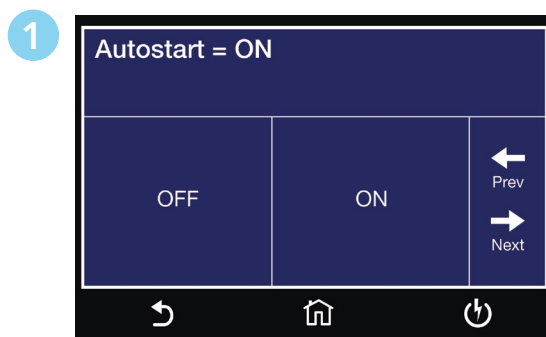 1
Autostart = ON
OFF
ON
Prev
Next